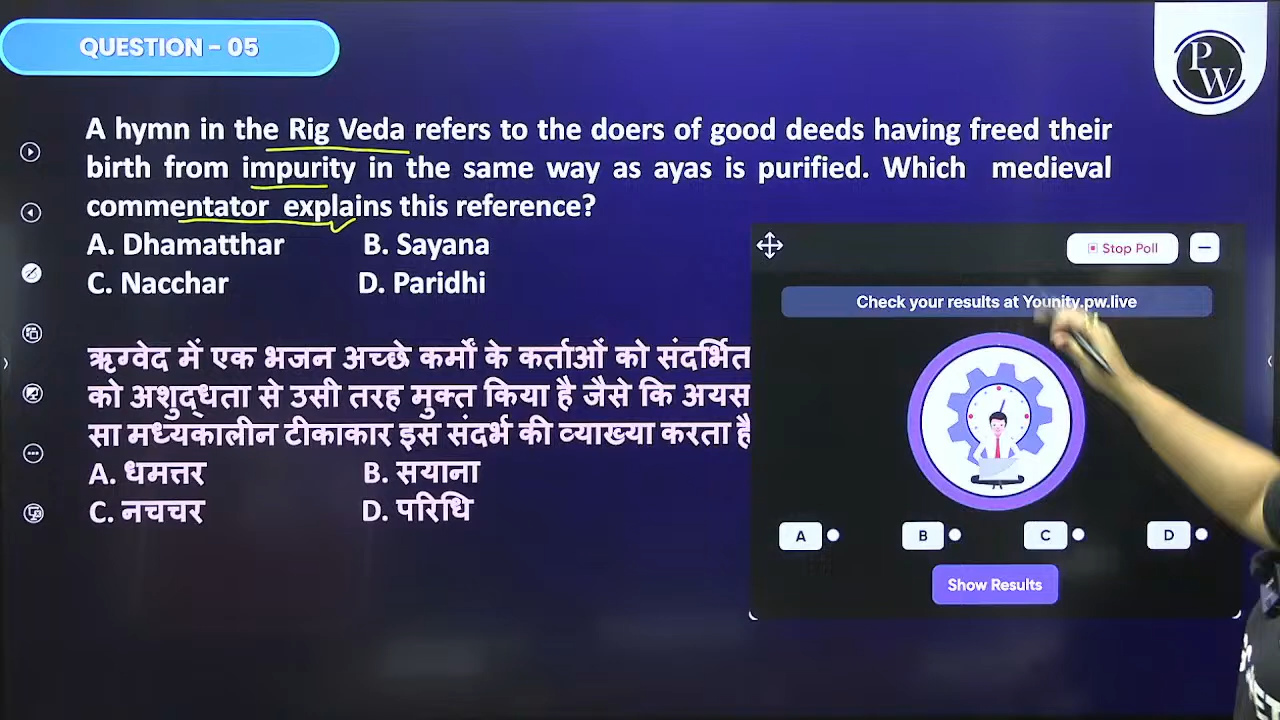 QUESTION - 05
PW
A hymn in the Rig Veda refers to the doers of good deeds having freed their
birth from impurity in the same way as ayas is purified. Which medieval
commentator explains this reference?
A. Dhamatthar B. Sayana
C. Nacchar D. Paridhi
Stop Poll
Check your results at Younity.pw.live
ऋग्वेद में एक भजन अच्छे कर्मों के कर्ताओं को संदर्भित
को अशुद्धता से उसी तरह मुक्त किया है जैसे कि अयस
सा मध्यकालीन टीकाकार इस संदर्भ की व्याख्या करता है
A. धमत्तर B. सयाना
C. नचचर D. परिधि
A B C D
Show Results